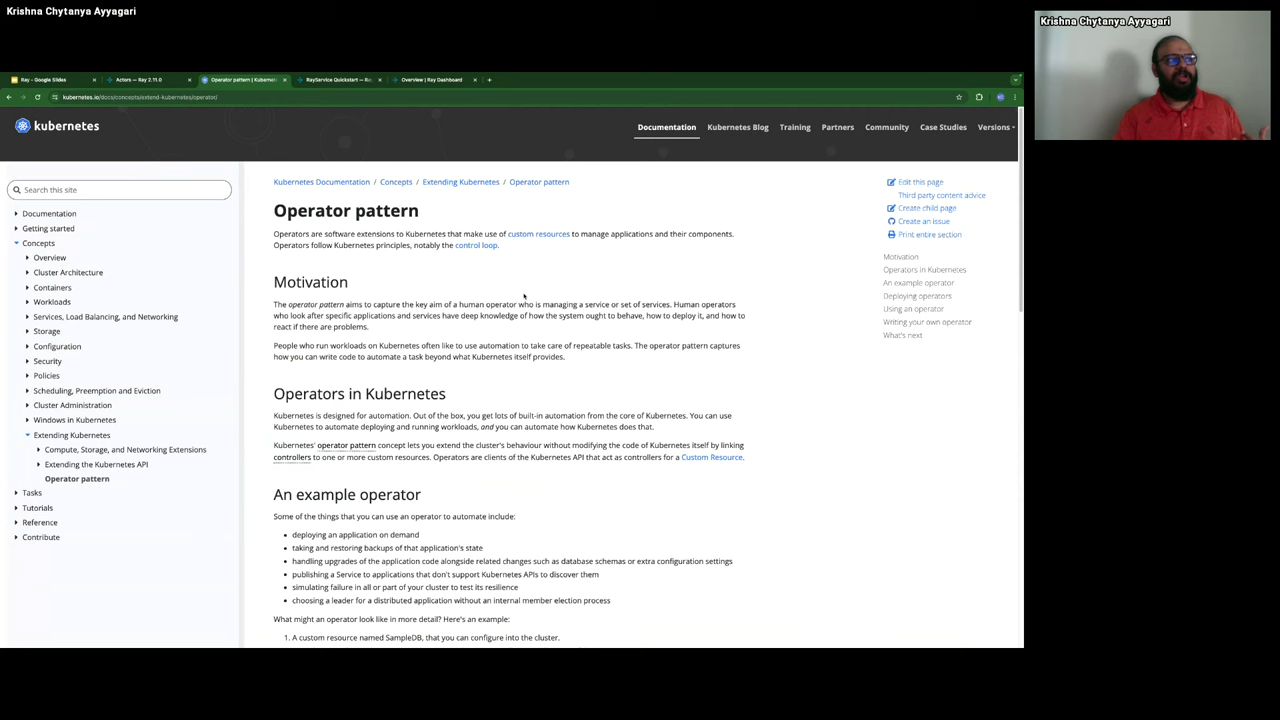 Krishna Chytanya Ayyagari
Krishna Chytanya Ayyagari
Ray - Google Slides
Actors — Ray 2.11.0
Operator pattern | Kubernet
RayService Quickstart — Ra
Overview | Ray Dashboard
kubernetes.io/docs/concepts/extend-kubernetes/operator/
kubernetes
Documentation
Kubernetes Blog
Training
Partners
Community
Case Studies
Versions
Search this site
Documentation
Getting started
Concepts
Overview
Cluster Architecture
Containers
Workloads
Services, Load Balancing, and Networking
Storage
Configuration
Security
Policies
Scheduling, Preemption and Eviction
Cluster Administration
Windows in Kubernetes
Extending Kubernetes
Compute, Storage, and Networking Extensions
Extending the Kubernetes API
Operator pattern
Tasks
Tutorials
Reference
Contribute
Kubernetes Documentation / Concepts / Extending Kubernetes / Operator pattern
Operator pattern
Operators are software extensions to Kubernetes that make use of custom resources to manage applications and their components.
Operators follow Kubernetes principles, notably the control loop.
Motivation
The operator pattern aims to capture the key aim of a human operator who is managing a service or set of services. Human operators
who look after specific applications and services have deep knowledge of how the system ought to behave, how to deploy it, and how to
react if there are problems.
People who run workloads on Kubernetes often like to use automation to take care of repeatable tasks. The operator pattern captures
how you can write code to automate a task beyond what Kubernetes itself provides.
Operators in Kubernetes
Kubernetes is designed for automation. Out of the box, you get lots of built-in automation from the core of Kubernetes. You can use
Kubernetes to automate deploying and running workloads, and you can automate how Kubernetes does that.
Kubernetes' operator pattern concept lets you extend the cluster's behaviour without modifying the code of Kubernetes itself by linking
controllers to one or more custom resources. Operators are clients of the Kubernetes API that act as controllers for a Custom Resource.
An example operator
Some of the things that you can use an operator to automate include:
deploying an application on demand
taking and restoring backups of that application's state
handling upgrades of the application code alongside related changes such as database schemas or extra configuration settings
publishing a Service to applications that don't support Kubernetes APIs to discover them
simulating failure in all or part of your cluster to test its resilience
choosing a leader for a distributed application without an internal member election process
What might an operator look like in more detail? Here's an example:
1. A custom resource named SampleDB, that you can configure into the cluster.
Edit this page
Third party content advice
Create child page
Create an issue
Print entire section
Motivation
Operators in Kubernetes
An example operator
Deploying operators
Using an operator
Writing your own operator
What's next